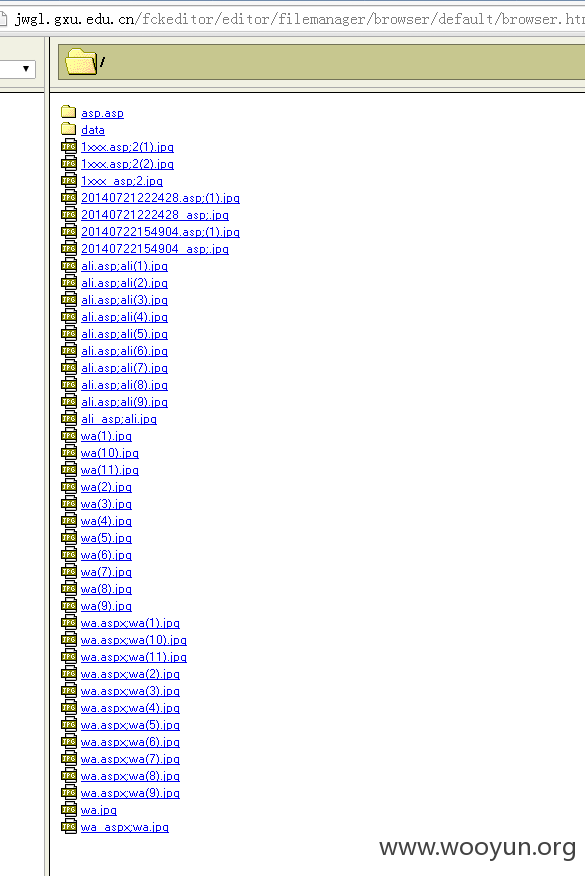 jwgl.gxu.edu.cn/fckeditor/editor/filemanager/browser/default/browser.htm
/
asp.asp
data
1xxx.asp;2(1).jpg
1xxx.asp;2(2).jpg
1xxx_asp;2.jpg
20140721222428.asp;(1).jpg
20140721222428_asp;.jpg
20140722154904.asp;(1).jpg
20140722154904_asp;.jpg
ali.asp;ali(1).jpg
ali.asp;ali(2).jpg
ali.asp;ali(3).jpg
ali.asp;ali(4).jpg
ali.asp;ali(5).jpg
ali.asp;ali(6).jpg
ali.asp;ali(7).jpg
ali.asp;ali(8).jpg
ali.asp;ali(9).jpg
ali_asp;ali.jpg
wa(1).jpg
wa(10).jpg
wa(11).jpg
wa(2).jpg
wa(3).jpg
wa(4).jpg
wa(5).jpg
wa(6).jpg
wa(7).jpg
wa(8).jpg
wa(9).jpg
wa.aspx;wa(1).jpg
wa.aspx;wa(10).jpg
wa.aspx;wa(11).jpg
wa.aspx;wa(2).jpg
wa.aspx;wa(3).jpg
wa.aspx;wa(4).jpg
wa.aspx;wa(5).jpg
wa.aspx;wa(6).jpg
wa.aspx;wa(7).jpg
wa.aspx;wa(8).jpg
wa.aspx;wa(9).jpg
wa.jpg
wa_aspx;wa.jpg
www.wooyun.org